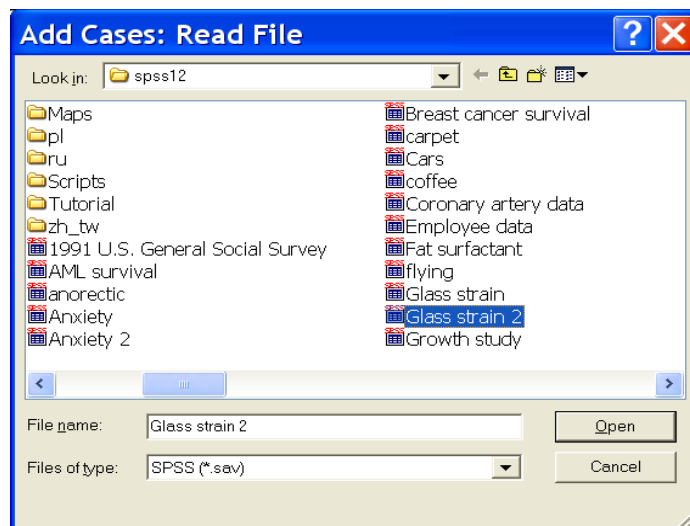 Add Cases: Read File
Look in: spss12
Maps
pl
ru
Scripts
Tutorial
zh_tw
1991 U.S. General Social Survey
AML survival
anorectic
Anxiety
Anxiety 2
Breast cancer survival
carpet
Cars
coffee
Coronary artery data
Employee data
Fat surfactant
flying
Glass strain
Glass strain 2
Growth study
File name: Glass strain 2
Open
Files of type: SPSS (*.sav)
Cancel